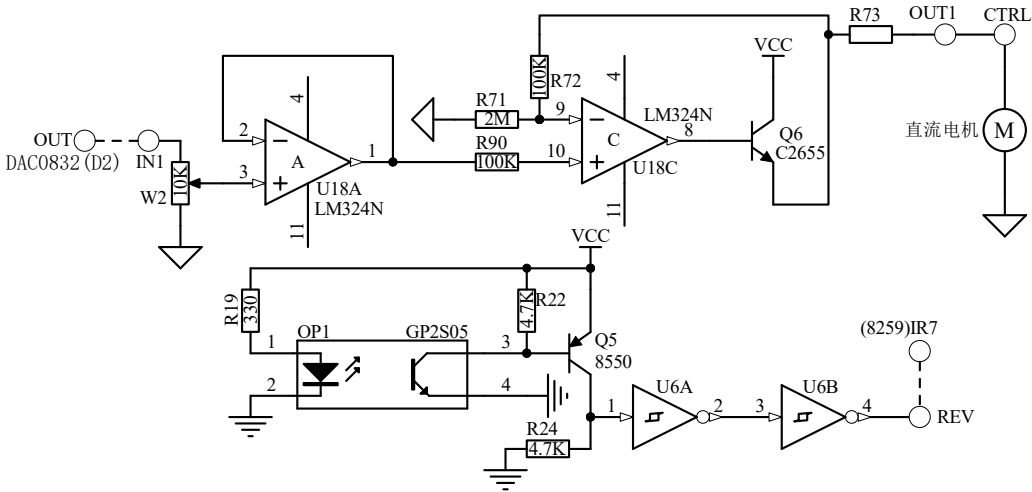 R73
OUT1
CTRL
VCC
100K
R72
4
R71
2M
9
LM324N
8
C
U18C
Q6
C2655
直流电机
M
4
2
OUT
DAC0832(D2)
IN1
A
1
R90
100K
10
10K
W2
3
U18A
LM324N
11
11
VCC
R19
330
4.7K
R22
OP1
GP2S05
1
3
2
4
Q5
8550
(8259)IR7
U6A
U6B
1
2
3
4
REV
R24
4.7K